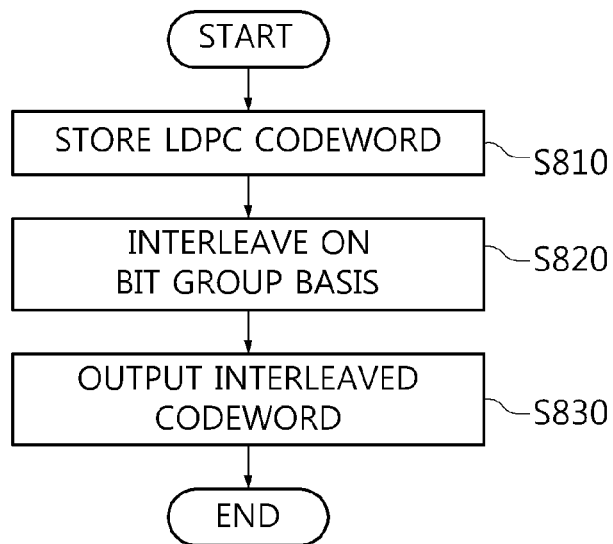 START
STORE LDPC CODEWORD
S810
INTERLEAVE ON
BIT GROUP BASIS
S820
OUTPUT INTERLEAVED
CODEWORD
S830
END